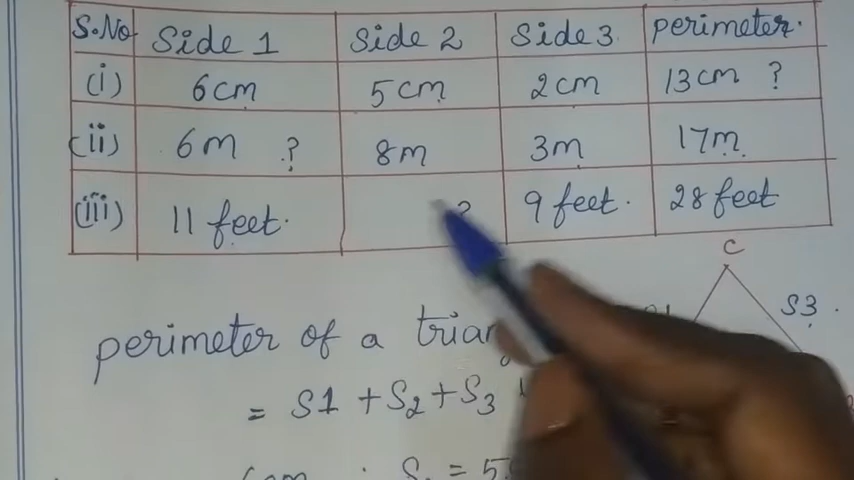 S.No Side 1 Side 2 Side 3 perimeter.
(i) 6cm 5cm 2cm 13cm ?
(ii) 6m ? 8m 3m 17m
(iii) 11 feet. ? 9 feet. 28 feet
C
S3.
perimeter of a
= S1 + S2 + S3